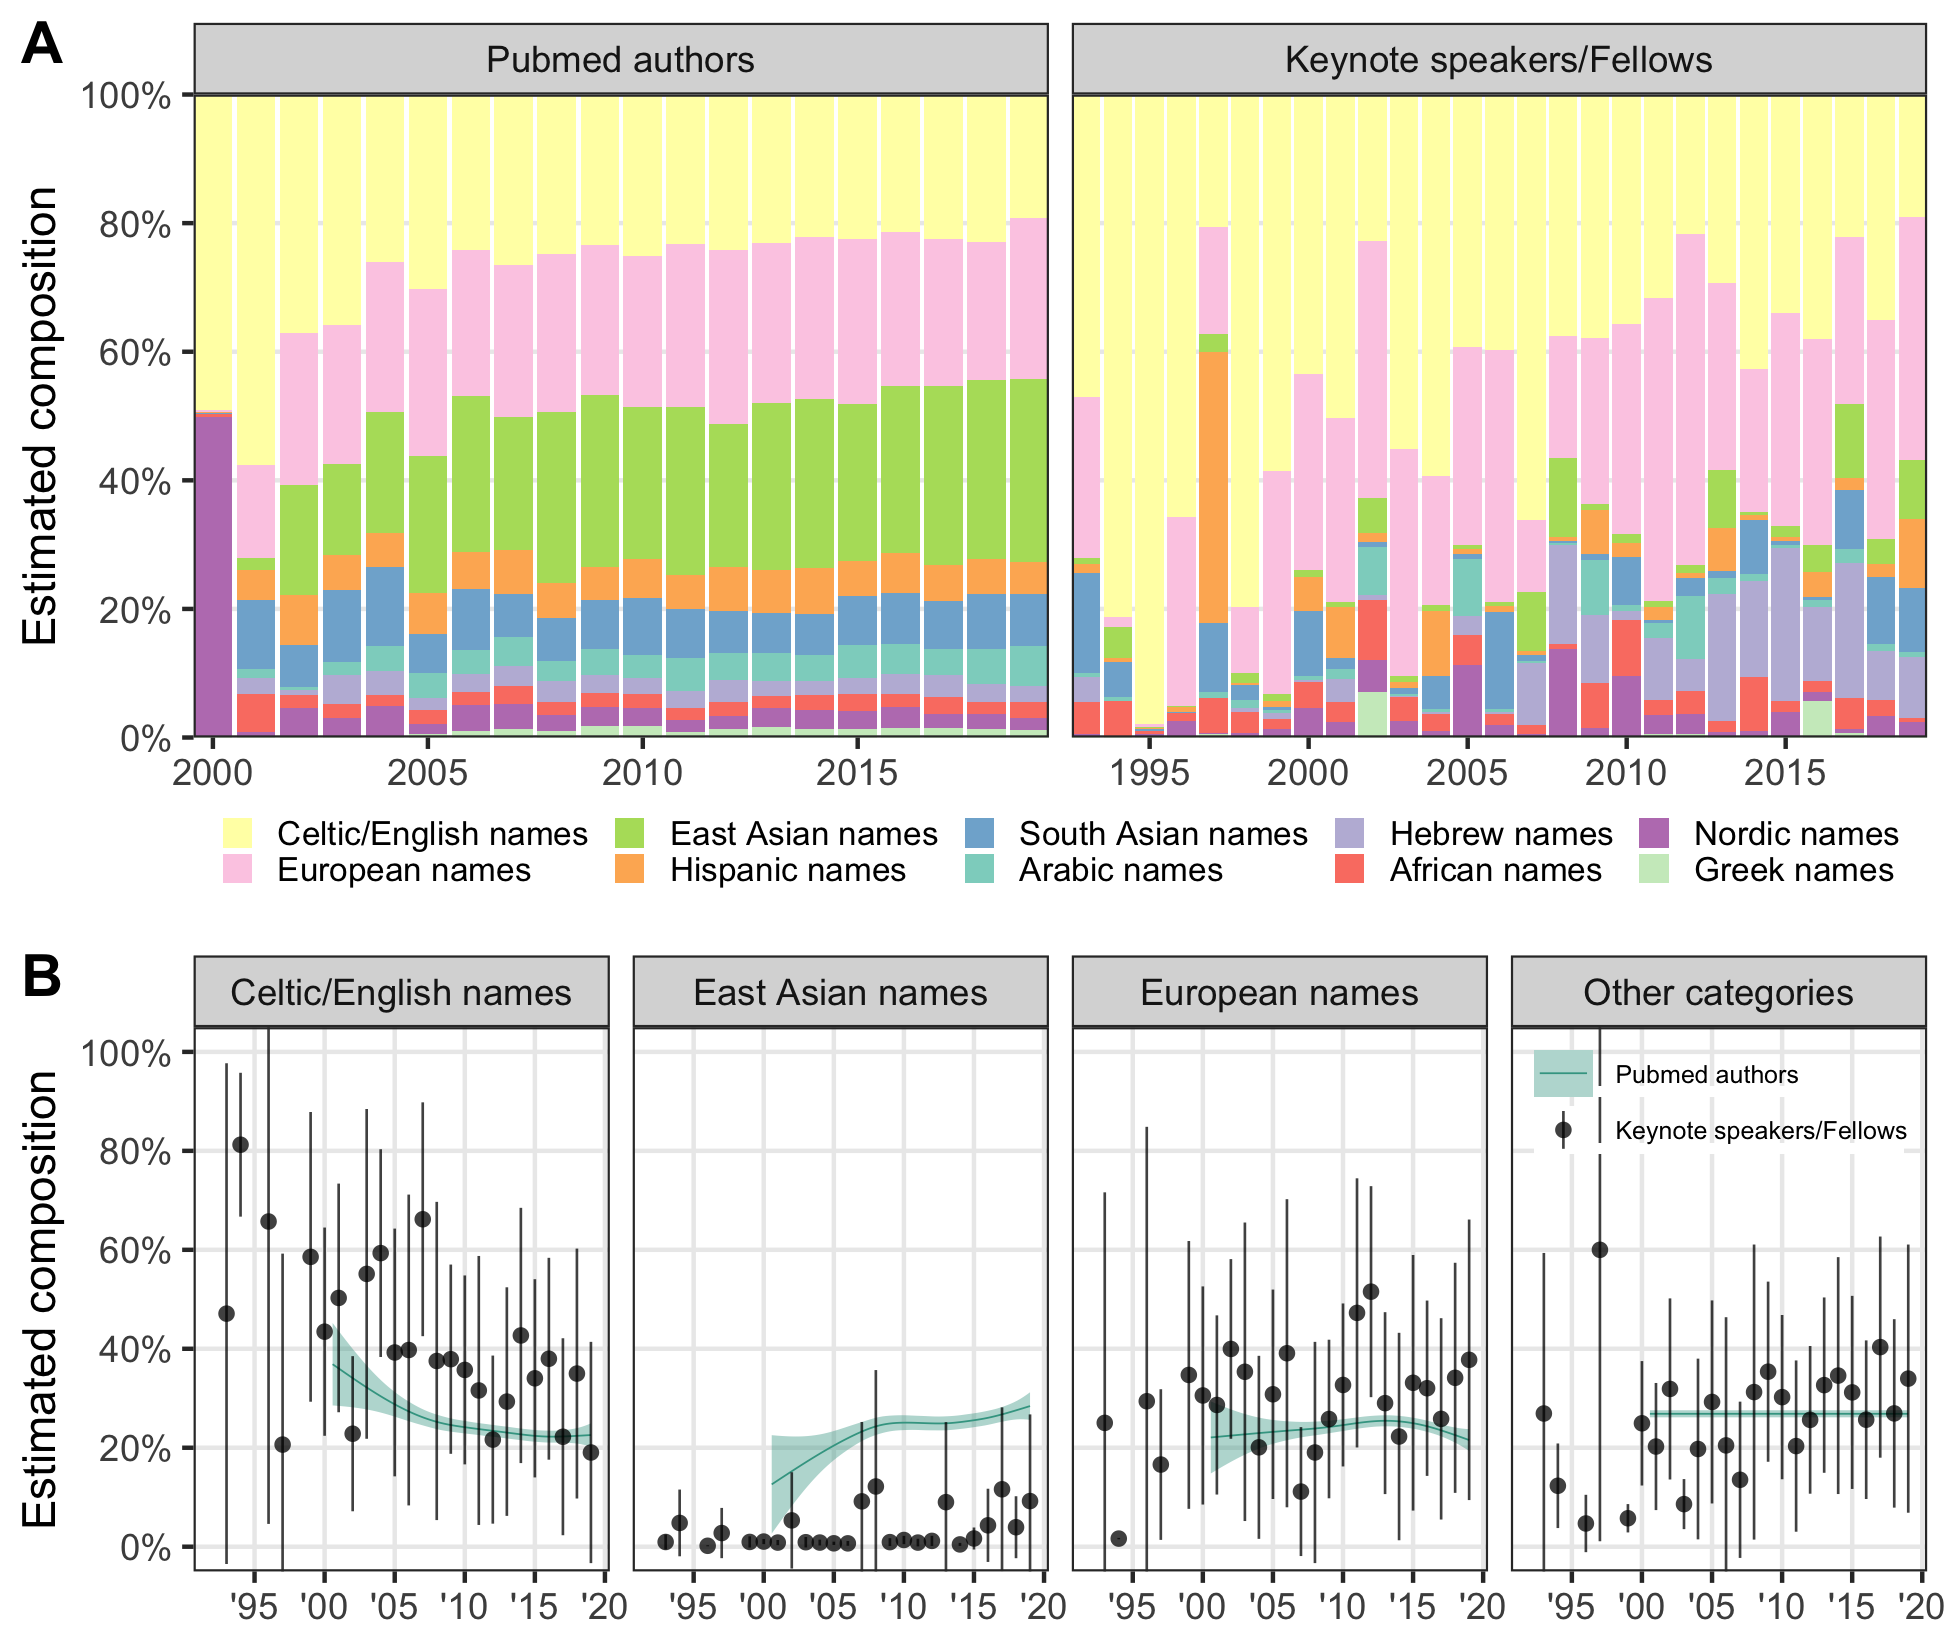 A
Pubmed authors
Keynote speakers/Fellows
Estimated composition
100%
80%
60%
40%
20%
0%
2000 2005 2010 2015
1995 2000 2005 2010 2015
Celtic/English names East Asian names South Asian names Hebrew names Nordic names
European names Hispanic names Arabic names African names Greek names
B
Celtic/English names
East Asian names
European names
Other categories
Estimated composition
100%
80%
60%
40%
20%
0%
Pubmed authors
Keynote speakers/Fellows
'95 '00 '05 '10 '15 '20
'95 '00 '05 '10 '15 '20
'95 '00 '05 '10 '15 '20
'95 '00 '05 '10 '15 '20